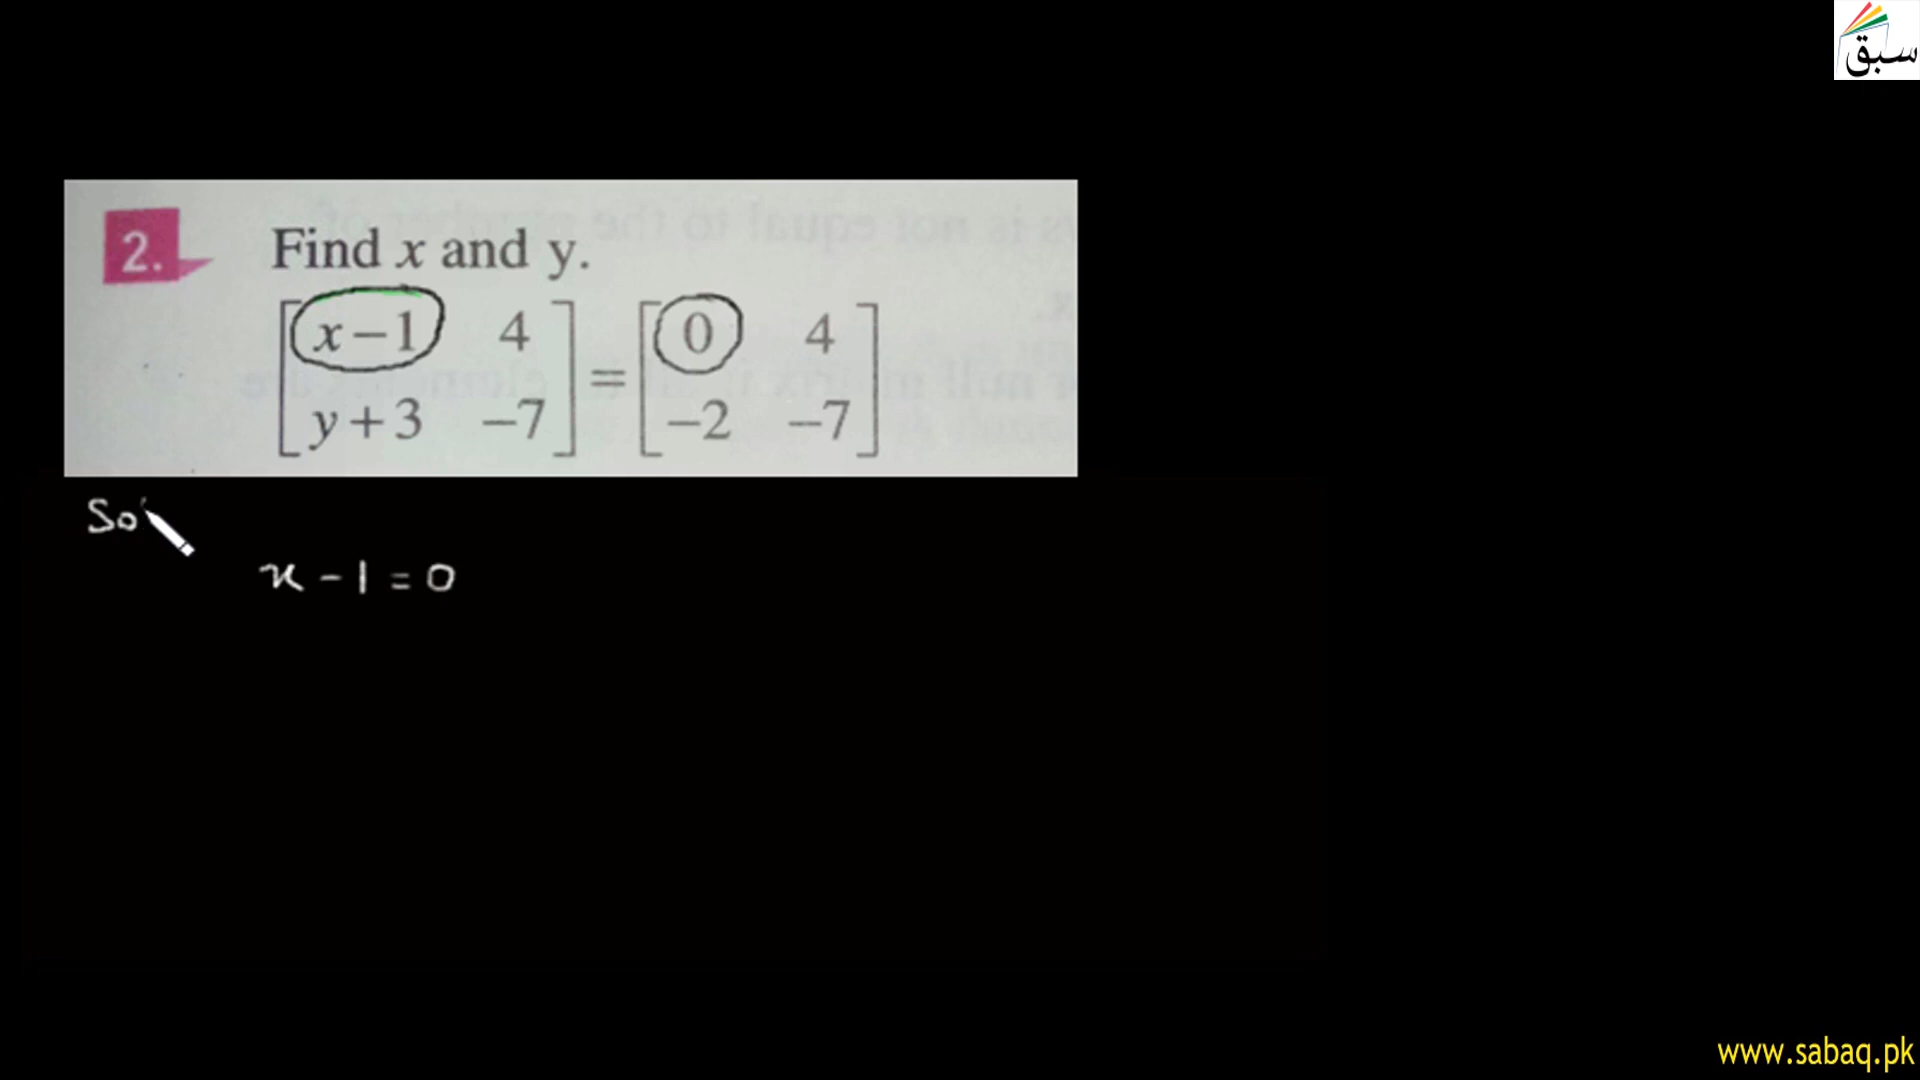 سبق
2. Find x and y.
[x-1 4
y+3 -7] = [0 4
-2 -7]
So
x - 1 = 0
www.sabaq.pk